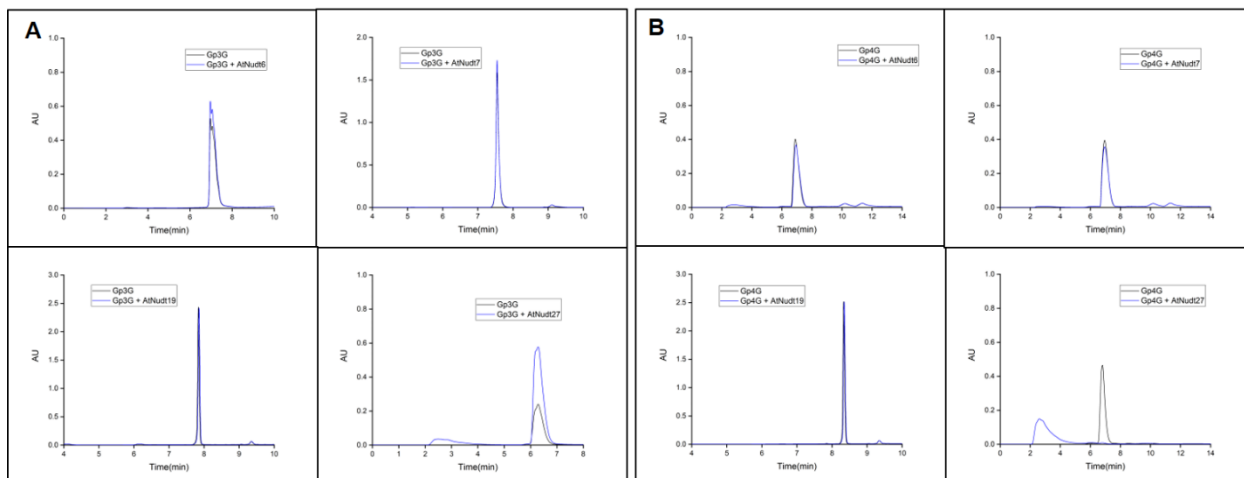 A
Gp3G
Gp3G + AtNudt6
AU
1.0
0.8
0.6
0.4
0.2
0.0
0 2 4 6 8 10
Time(min)
Gp3G
Gp3G + AtNudt7
AU
2.0
1.5
1.0
0.5
0.0
4 5 6 7 8 9 10
Time(min)
B
Gp4G
Gp4G + AtNudt6
AU
1.0
0.8
0.6
0.4
0.2
0.0
0 2 4 6 8 10 12 14
Time(min)
Gp4G
Gp4G + AtNudt7
AU
1.0
0.8
0.6
0.4
0.2
0.0
0 2 4 6 8 10 12 14
Time(min)
Gp3G
Gp3G + AtNudt19
AU
3.0
2.5
2.0
1.5
1.0
0.5
0.0
4 5 6 7 8 9 10
Time(min)
Gp3G
Gp3G + AtNudt27
AU
1.0
0.8
0.6
0.4
0.2
0.0
0 1 2 3 4 5 6 7 8
Time(min)
Gp4G
Gp4G + AtNudt19
AU
3.0
2.5
2.0
1.5
1.0
0.5
0.0
4 5 6 7 8 9 10
Time(min)
Gp4G
Gp4G + AtNudt27
AU
1.0
0.8
0.6
0.4
0.2
0.0
0 2 4 6 8 10 12 14
Time(min)